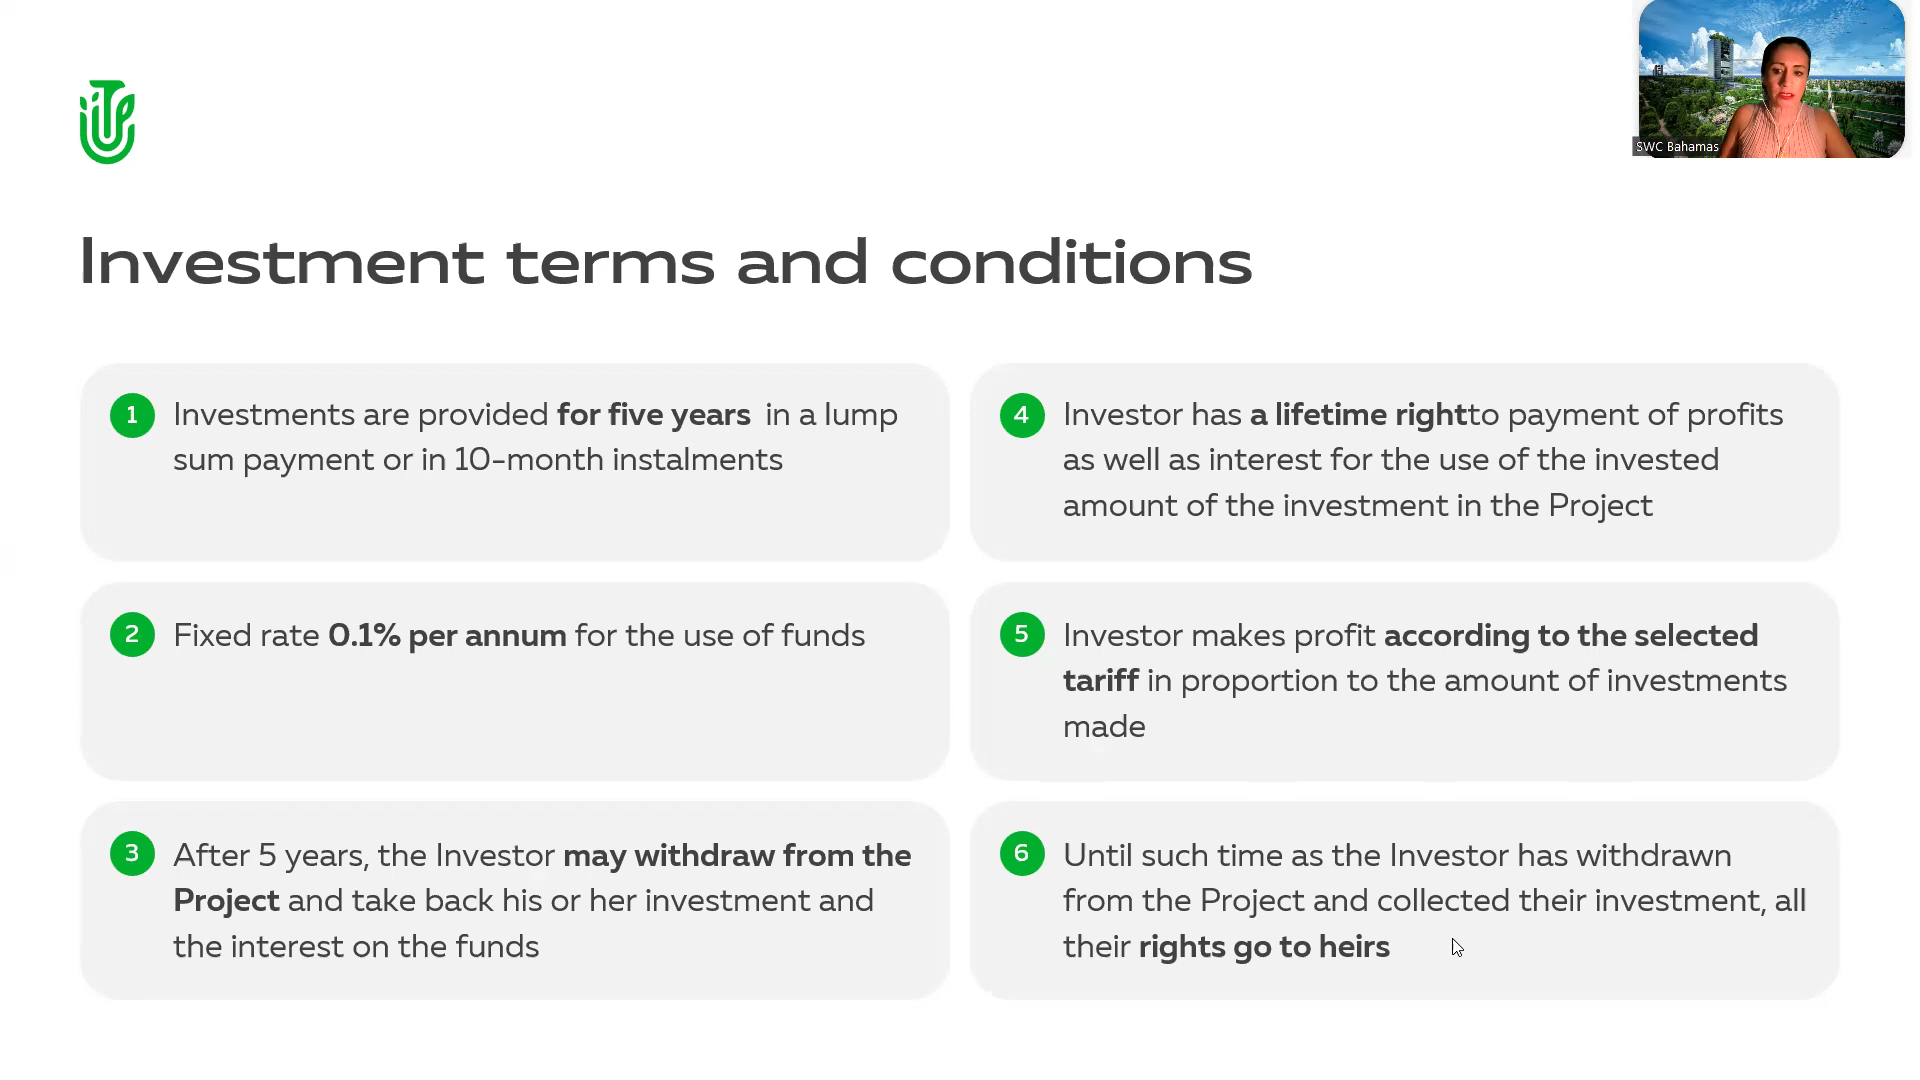 SWC Bahamas
Investment terms and conditions
1
Investments are provided for five years in a lump
sum payment or in 10-month instalments
2
Fixed rate 0.1% per annum for the use of funds
3
After 5 years, the Investor may withdraw from the
Project and take back his or her investment and
the interest on the funds
4
Investor has a lifetime rightto payment of profits
as well as interest for the use of the invested
amount of the investment in the Project
5
Investor makes profit according to the selected
tariff in proportion to the amount of investments
made
6
Until such time as the Investor has withdrawn
from the Project and collected their investment, all
their rights go to heirs